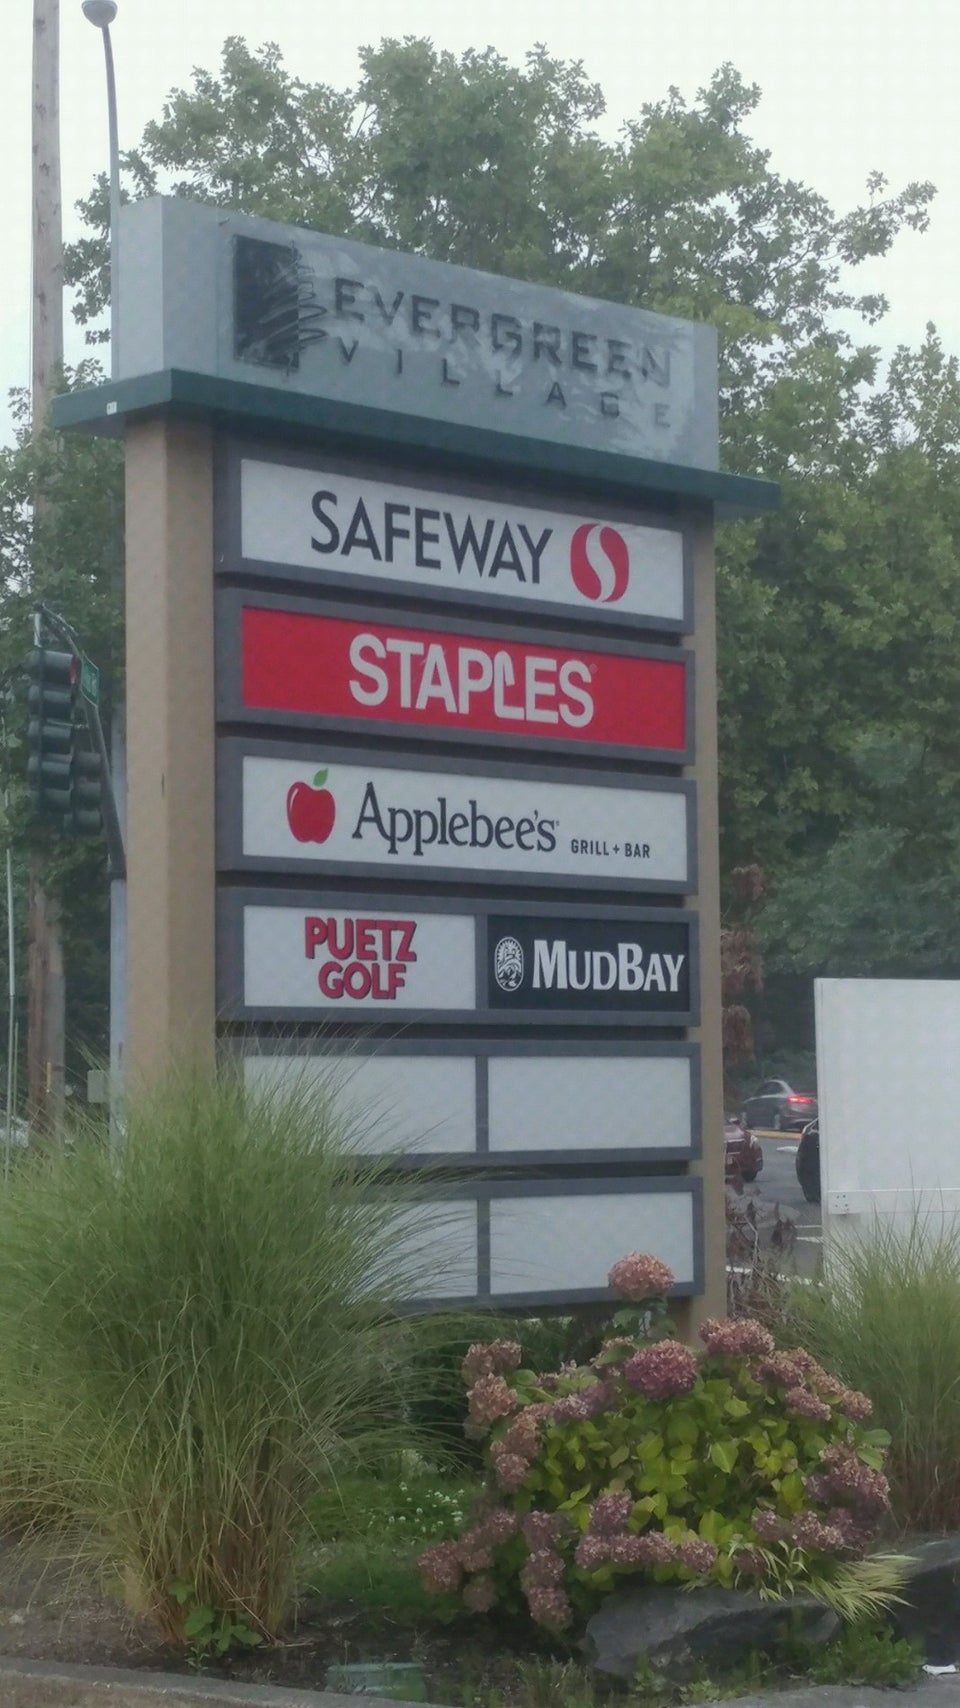 EVERGREEN
VILLAGE
SAFEWAY
STAPLES
Applebee's GRILL + BAR
PUETZ
GOLF
MUDBAY